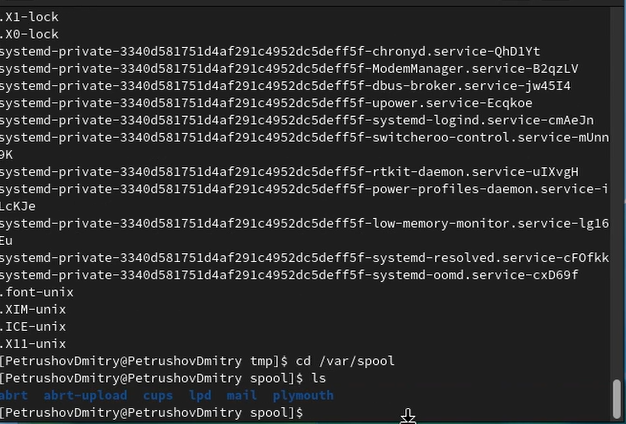 .X1-lock
.X0-lock
systemd-private-3340d581751d4af291c4952dc5deff5f-chronyd.service-QhD1Yt
systemd-private-3340d581751d4af291c4952dc5deff5f-ModemManager.service-B2qzLV
systemd-private-3340d581751d4af291c4952dc5deff5f-dbus-broker.service-jw45I4
systemd-private-3340d581751d4af291c4952dc5deff5f-upower.service-Ecqkoe
systemd-private-3340d581751d4af291c4952dc5deff5f-systemd-logind.service-cmAeJn
systemd-private-3340d581751d4af291c4952dc5deff5f-switcheroo-control.service-mUnn
9K
systemd-private-3340d581751d4af291c4952dc5deff5f-rtkit-daemon.service-uIXvgH
systemd-private-3340d581751d4af291c4952dc5deff5f-power-profiles-daemon.service-i
LcKJe
systemd-private-3340d581751d4af291c4952dc5deff5f-low-memory-monitor.service-lg16
Eu
systemd-private-3340d581751d4af291c4952dc5deff5f-systemd-resolved.service-cFOfkk
systemd-private-3340d581751d4af291c4952dc5deff5f-systemd-oomd.service-cxD69f
.font-unix
.XIM-unix
.ICE-unix
.X11-unix
[PetrushovDmitry@PetrushovDmitry tmp]$ cd /var/spool
[PetrushovDmitry@PetrushovDmitry spool]$ ls
abrt  abrt-upload  cups  lpd  mail  plymouth
[PetrushovDmitry@PetrushovDmitry spool]$